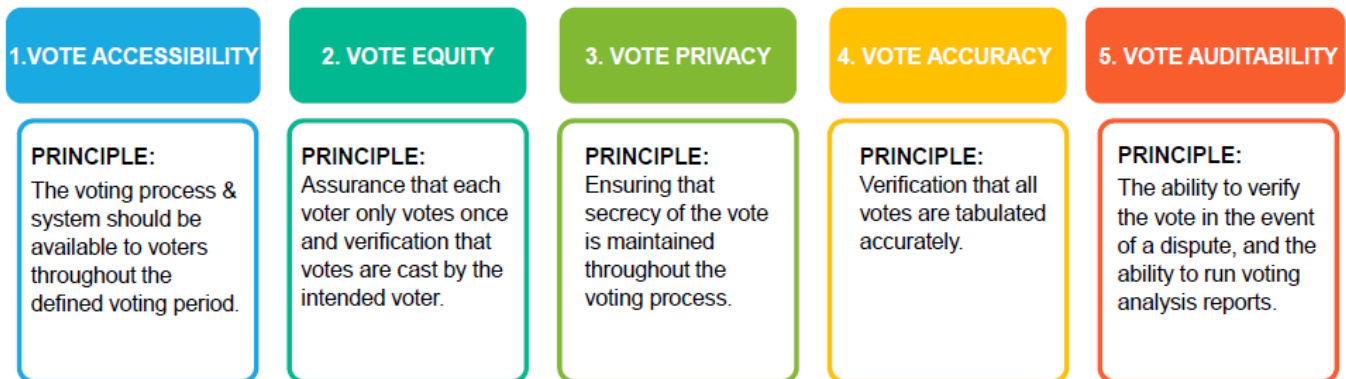 1.VOTE ACCESSIBILITY
2. VOTE EQUITY
3. VOTE PRIVACY
4. VOTE ACCURACY
5. VOTE AUDITABILITY
PRINCIPLE:
The voting process &
system should be
available to voters
throughout the
defined voting period.
PRINCIPLE:
Assurance that each
voter only votes once
and verification that
votes are cast by the
intended voter.
PRINCIPLE:
Ensuring that
secrecy of the vote
is maintained
throughout the
voting process.
PRINCIPLE:
Verification that all
votes are tabulated
accurately.
PRINCIPLE:
The ability to verify
the vote in the event
of a dispute, and the
ability to run voting
analysis reports.